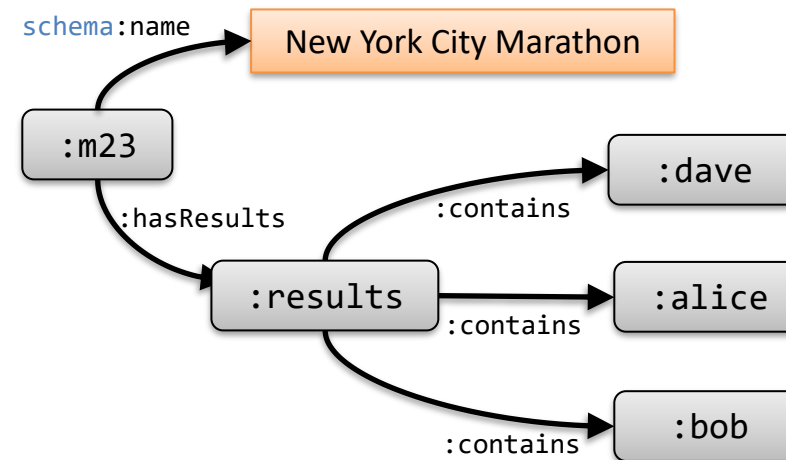 schema:name
New York City Marathon
:m23
:dave
:contains
:hasResults
:results
:alice
:contains
:bob
:contains